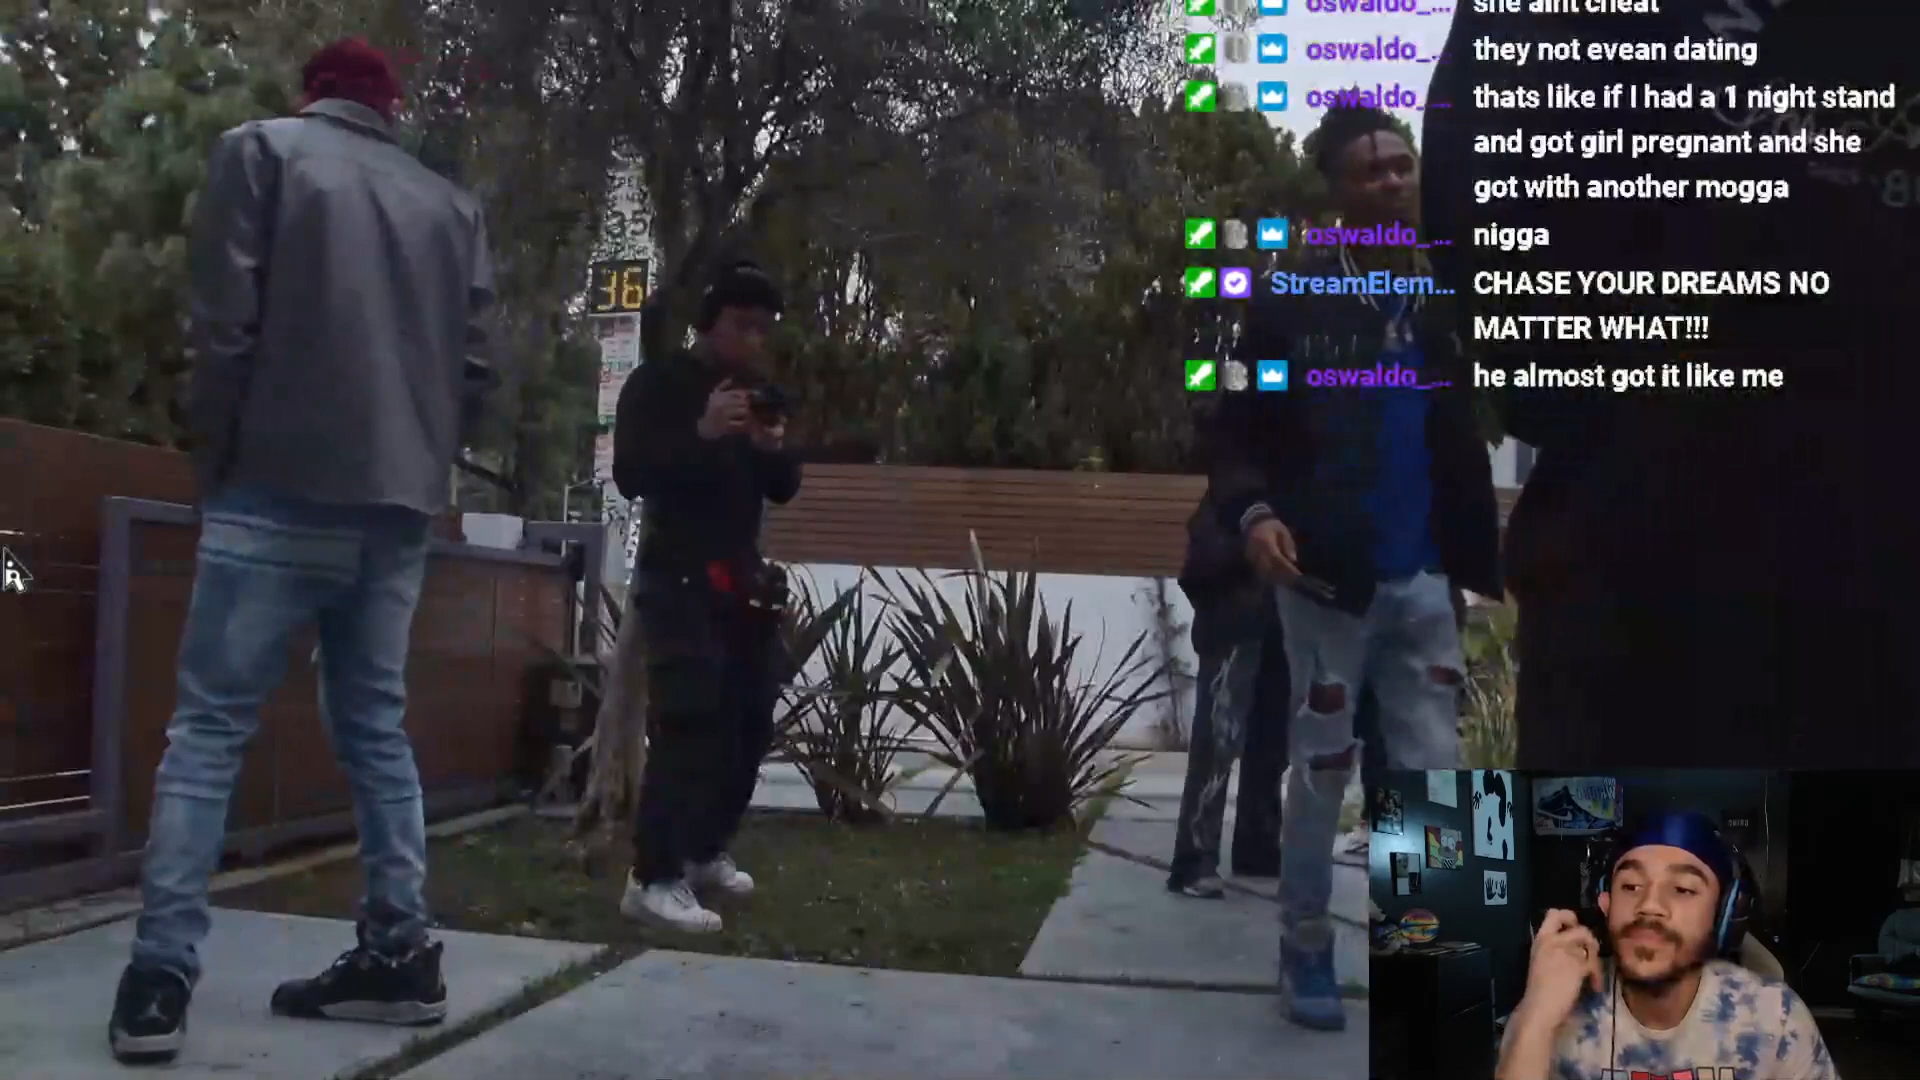 oswaldo_... she aint cheat
oswaldo_... they not evean dating
oswaldo_... thats like if I had a 1 night stand
and got girl pregnant and she
got with another mogga
oswaldo_... nigga
StreamElem... CHASE YOUR DREAMS NO
MATTER WHAT!!!
oswaldo_... he almost got it like me
35
36